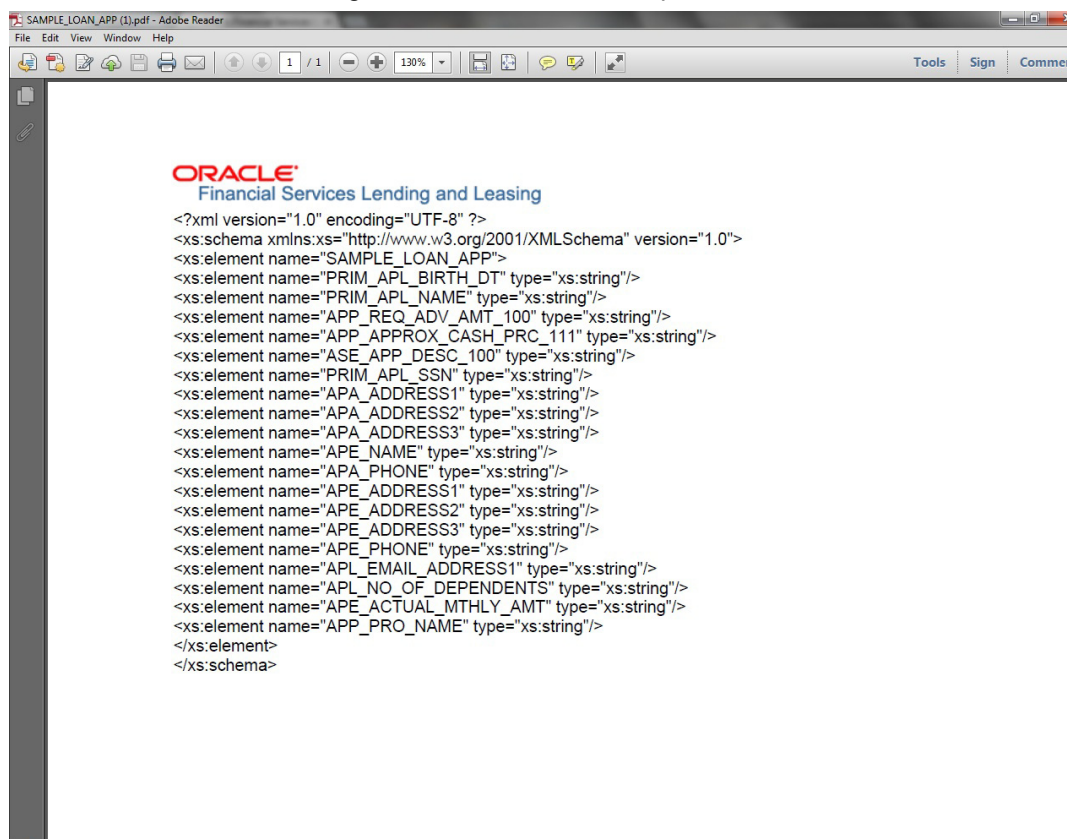 SAMPLE_LOAN_APP (1).pdf - Adobe Reader
File Edit View Window Help
1 / 1 130% Tools Sign Commer
ORACLE
Financial Services Lending and Leasing
<?xml version="1.0" encoding="UTF-8" ?>
<xs:schema xmlns:xs="http://www.w3.org/2001/XMLSchema" version="1.0">
<xs:element name="SAMPLE_LOAN_APP">
<xs:element name="PRIM_APL_BIRTH_DT" type="xs:string"/>
<xs:element name="PRIM_APL_NAME" type="xs:string"/>
<xs:element name="APP_REQ_ADV_AMT_100" type="xs:string"/>
<xs:element name="APP_APPROX_CASH_PRC_111" type="xs:string"/>
<xs:element name="ASE_APP_DESC_100" type="xs:string"/>
<xs:element name="PRIM_APL_SSN" type="xs:string"/>
<xs:element name="APA_ADDRESS1" type="xs:string"/>
<xs:element name="APA_ADDRESS2" type="xs:string"/>
<xs:element name="APA_ADDRESS3" type="xs:string"/>
<xs:element name="APE_NAME" type="xs:string"/>
<xs:element name="APA_PHONE" type="xs:string"/>
<xs:element name="APE_ADDRESS1" type="xs:string"/>
<xs:element name="APE_ADDRESS2" type="xs:string"/>
<xs:element name="APE_ADDRESS3" type="xs:string"/>
<xs:element name="APE_PHONE" type="xs:string"/>
<xs:element name="APL_EMAIL_ADDRESS1" type="xs:string"/>
<xs:element name="APL_NO_OF_DEPENDENTS" type="xs:string"/>
<xs:element name="APE_ACTUAL_MTHLY_AMT" type="xs:string"/>
<xs:element name="APP_PRO_NAME" type="xs:string"/>
</xs:element>
</xs:schema>